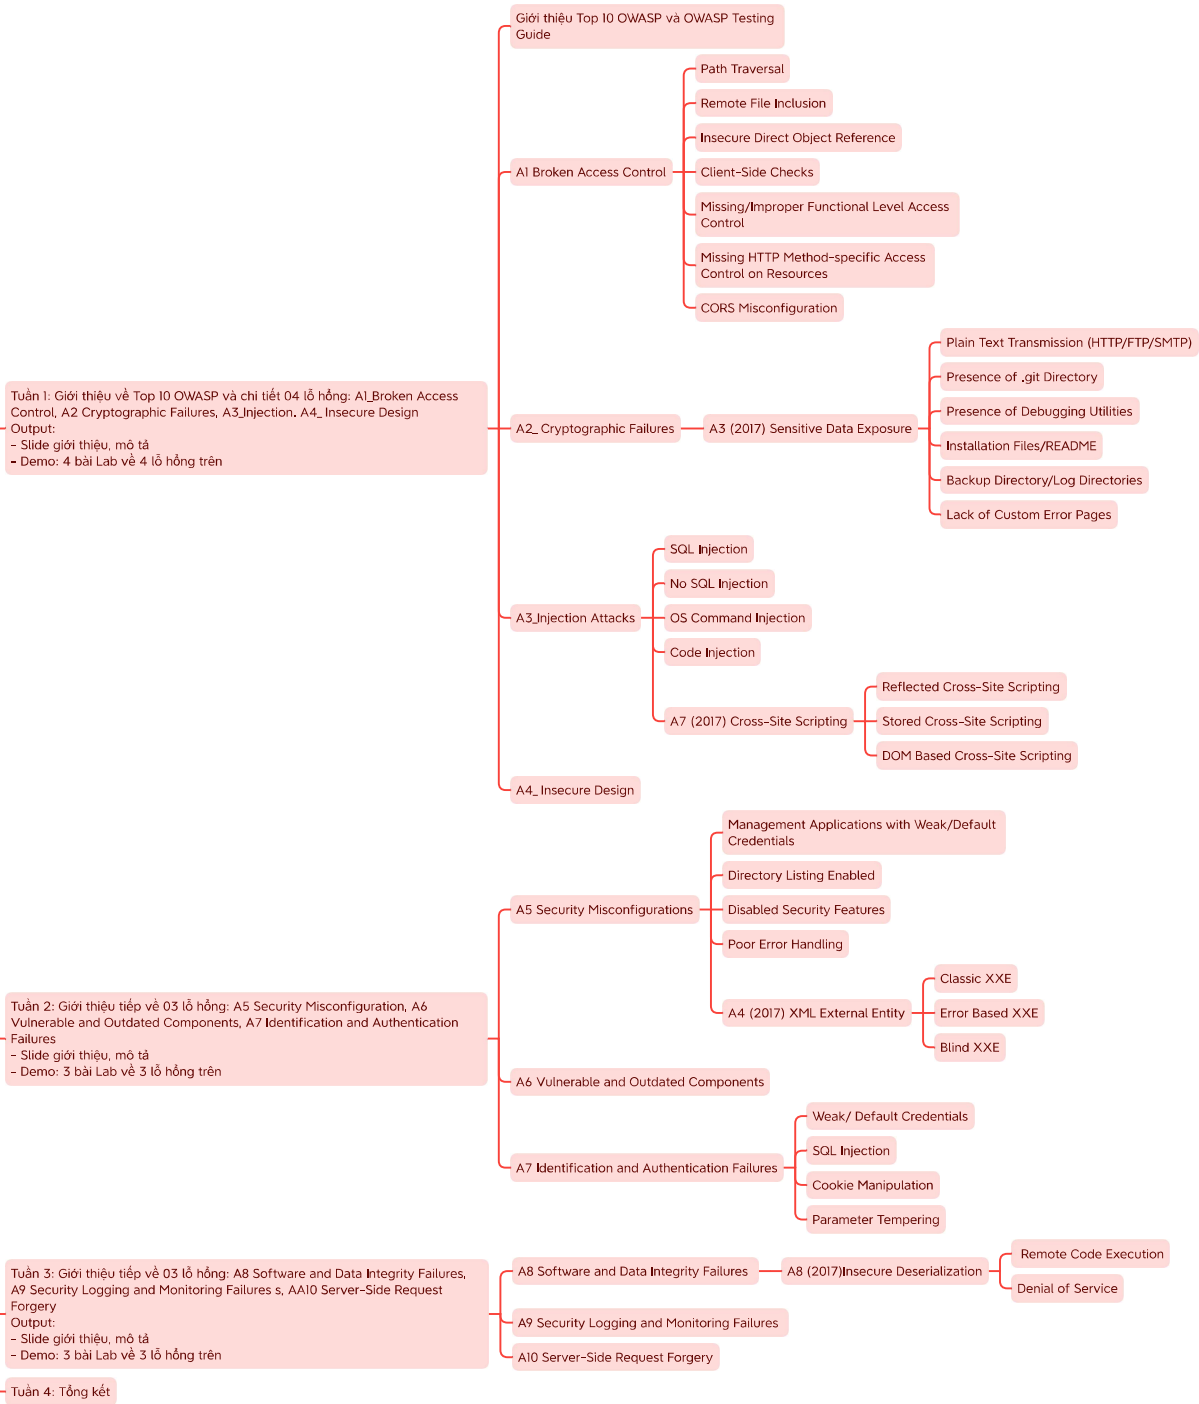 Giới thiệu Top 10 OWASP và OWASP Testing
Guide
Path Traversal
Remote File Inclusion
Insecure Direct Object Reference
A1 Broken Access Control
Client-Side Checks
Missing/Improper Functional Level Access
Control
Missing HTTP Method-specific Access
Control on Resources
CORS Misconfiguration
Tuần 1: Giới thiệu về Top 10 OWASP và chi tiết 04 lỗ hổng: A1_Broken Access
Control, A2 Cryptographic Failures, A3_Injection. A4_ Insecure Design
Output:
- Slide giới thiệu, mô tả
- Demo: 4 bài Lab về 4 lỗ hổng trên
A2_ Cryptographic Failures
A3 (2017) Sensitive Data Exposure
Plain Text Transmission (HTTP/FTP/SMTP)
Presence of .git Directory
Presence of Debugging Utilities
Installation Files/README
Backup Directory/Log Directories
Lack of Custom Error Pages
SQL Injection
No SQL Injection
A3_Injection Attacks
OS Command Injection
Code Injection
A7 (2017) Cross-Site Scripting
Reflected Cross-Site Scripting
Stored Cross-Site Scripting
DOM Based Cross-Site Scripting
A4_ Insecure Design
Management Applications with Weak/Default
Credentials
Directory Listing Enabled
A5 Security Misconfigurations
Disabled Security Features
Poor Error Handling
A4 (2017) XML External Entity
Classic XXE
Error Based XXE
Blind XXE
Tuần 2: Giới thiệu tiếp về 03 lỗ hổng: A5 Security Misconfiguration, A6
Vulnerable and Outdated Components, A7 Identification and Authentication
Failures
- Slide giới thiệu, mô tả
- Demo: 3 bài Lab về 3 lỗ hổng trên
A6 Vulnerable and Outdated Components
A7 Identification and Authentication Failures
Weak/ Default Credentials
SQL Injection
Cookie Manipulation
Parameter Tempering
Tuần 3: Giới thiệu tiếp về 03 lỗ hổng: A8 Software and Data Integrity Failures,
A9 Security Logging and Monitoring Failures s, AA10 Server-Side Request
Forgery
Output:
- Slide giới thiệu, mô tả
- Demo: 3 bài Lab về 3 lỗ hổng trên
A8 Software and Data Integrity Failures
A8 (2017)Insecure Deserialization
Remote Code Execution
Denial of Service
A9 Security Logging and Monitoring Failures
A10 Server-Side Request Forgery
Tuần 4: Tổng kết